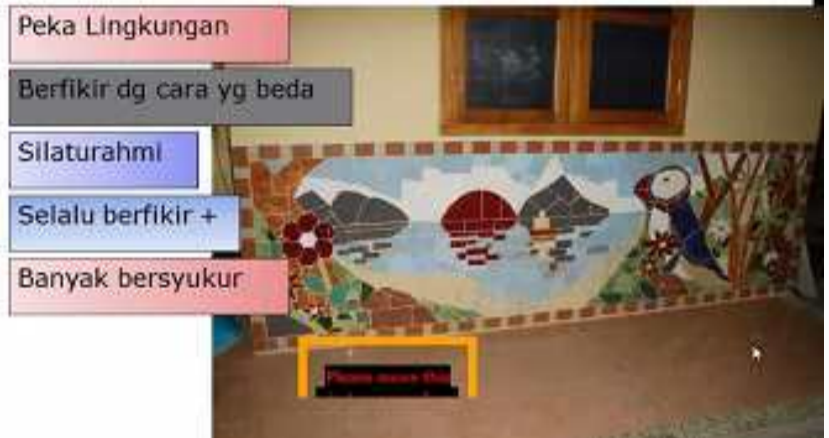 Peka Lingkungan
Berfikir dg cara yg beda
Silaturahmi
Selalu berfikir +
Banyak bersyukur